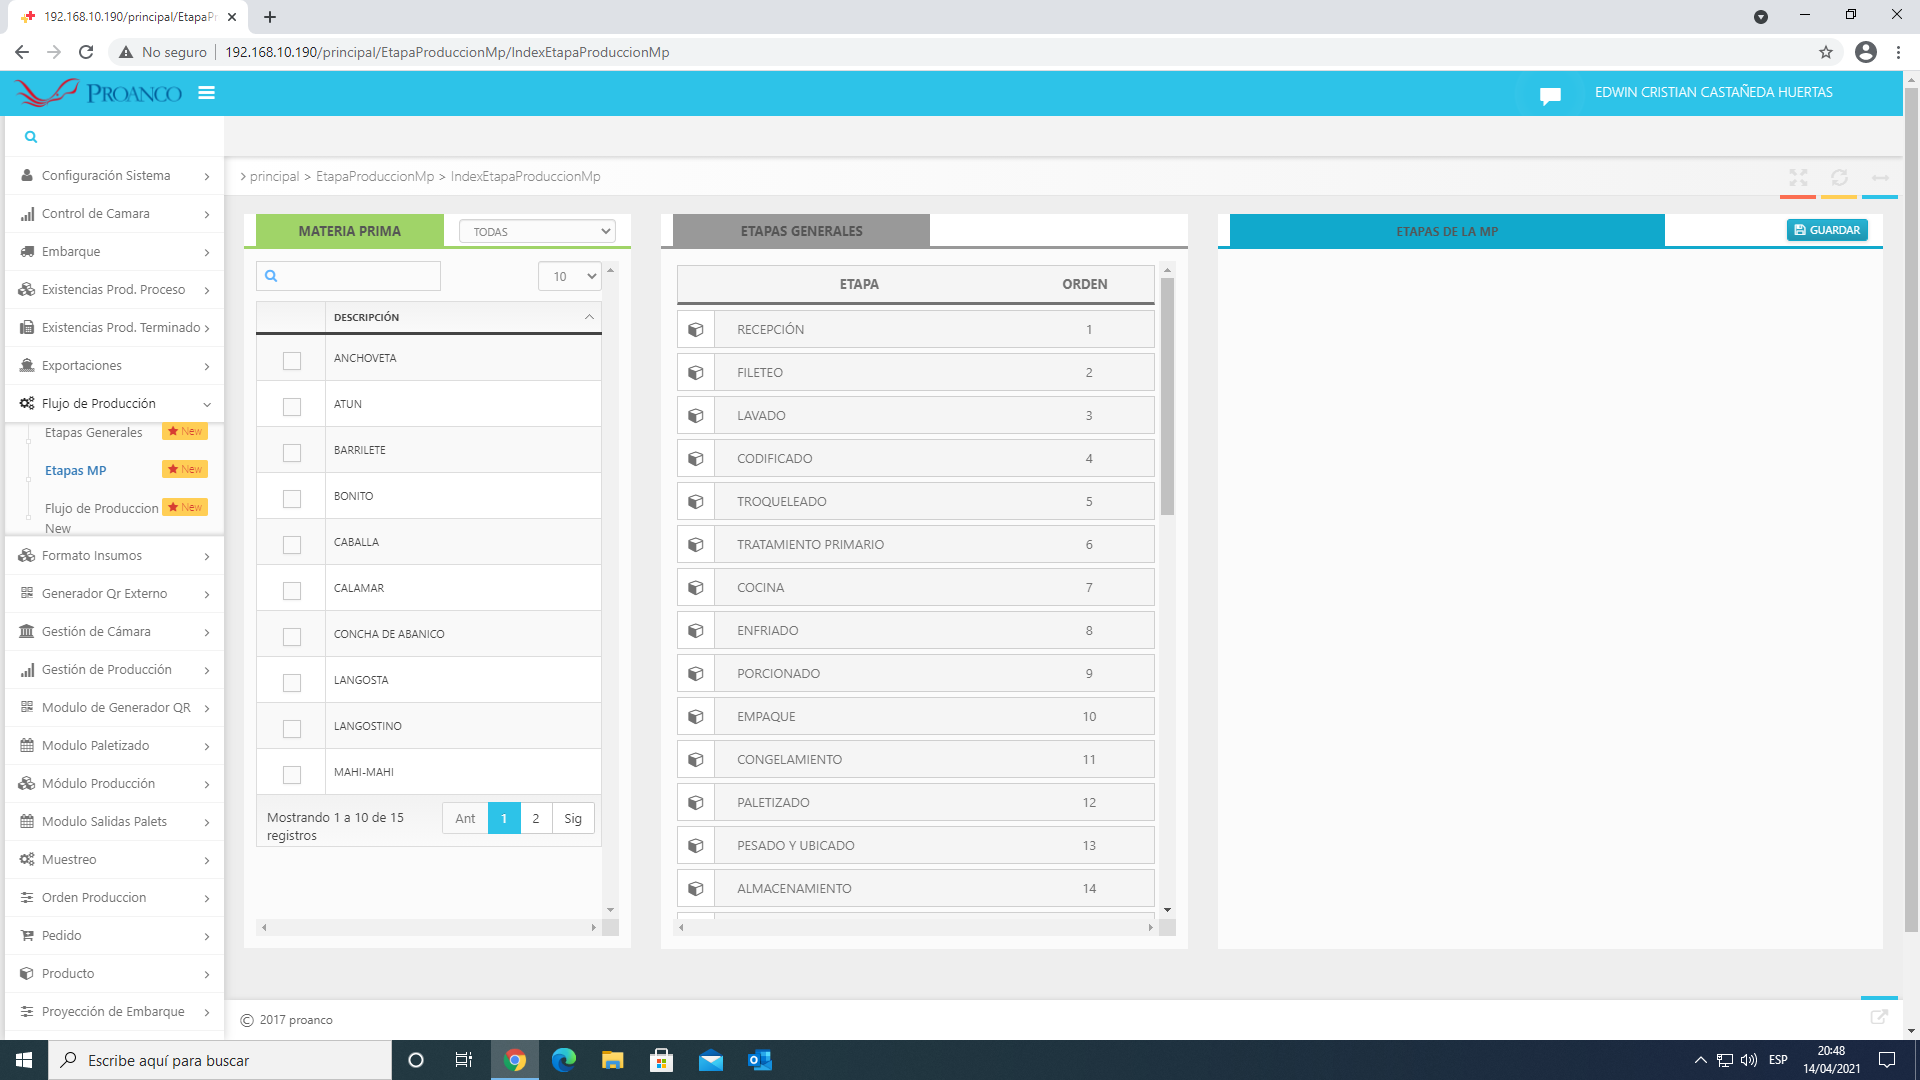 192.168.10.190/principal/EtapaPr
No seguro
192.168.10.190/principal/EtapaProduccionMp/IndexEtapaProduccionMp
PROANCO
EDWIN CRISTIAN CASTAÑEDA HUERTAS
Configuración Sistema
Control de Camara
Embarque
Existencias Prod. Proceso
Existencias Prod. Terminado
Exportaciones
Flujo de Producción
Etapas Generales
New
Etapas MP
New
Flujo de Produccion New
New
Formato Insumos
Generador Qr Externo
Gestión de Cámara
Gestión de Producción
Modulo de Generador QR
Modulo Paletizado
Módulo Producción
Modulo Salidas Palets
Muestreo
Orden Produccion
Pedido
Producto
Proyección de Embarque
> principal > EtapaProduccionMp > IndexEtapaProduccionMp
MATERIA PRIMA
TODAS
10
DESCRIPCIÓN
ANCHOVETA
ATUN
BARRILETE
BONITO
CABALLA
CALAMAR
CONCHA DE ABANICO
LANGOSTA
LANGOSTINO
MAHI-MAHI
Mostrando 1 a 10 de 15
registros
Ant 1 2 Sig
ETAPAS GENERALES
ETAPA ORDEN
RECEPCIÓN 1
FILETEO 2
LAVADO 3
CODIFICADO 4
TROQUELEADO 5
TRATAMIENTO PRIMARIO 6
COCINA 7
ENFRIADO 8
PORCIONADO 9
EMPAQUE 10
CONGELAMIENTO 11
PALETIZADO 12
PESADO Y UBICADO 13
ALMACENAMIENTO 14
ETAPAS DE LA MP
GUARDAR
© 2017 proanco
Escribe aquí para buscar
ESP
20:48
14/04/2021